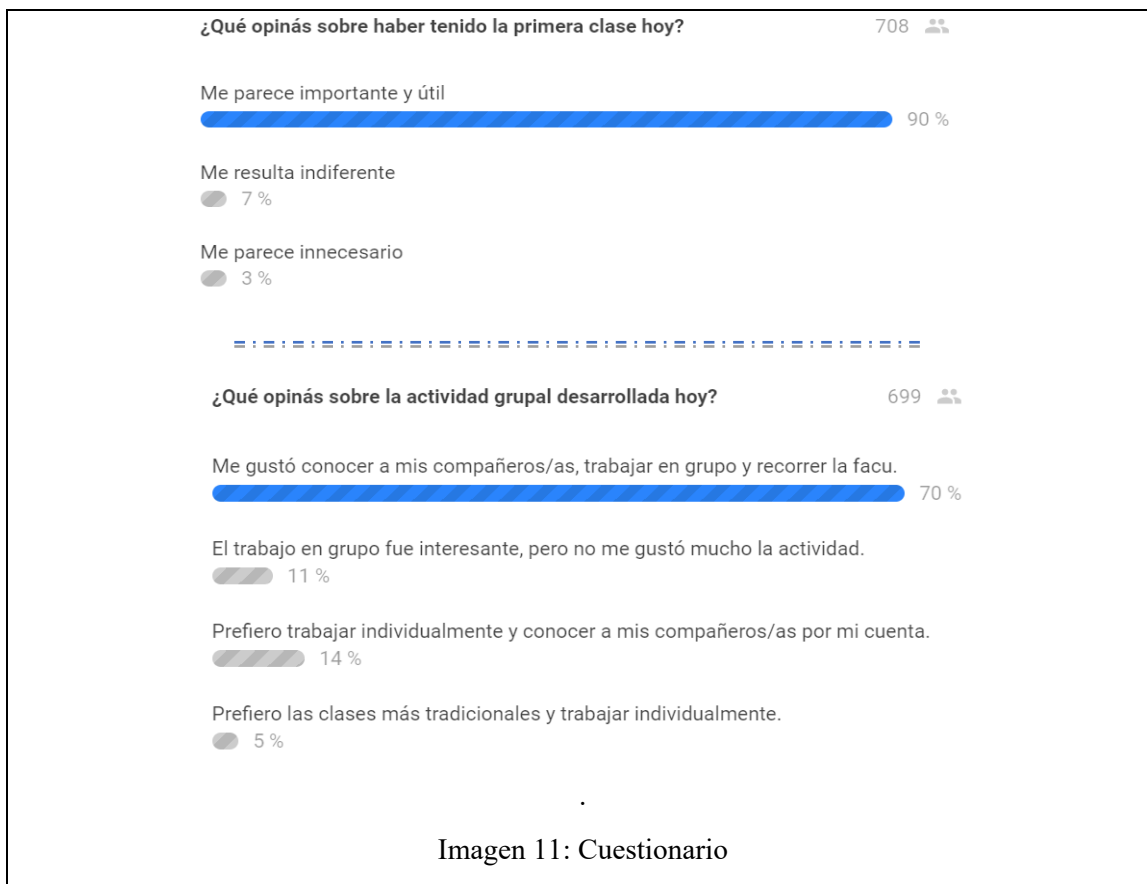 ¿Qué opinás sobre haber tenido la primera clase hoy? 708
Me parece importante y útil
90 %
Me resulta indiferente
7 %
Me parece innecesario
3 %
¿Qué opinás sobre la actividad grupal desarrollada hoy? 699
Me gustó conocer a mis compañeros/as, trabajar en grupo y recorrer la facu.
70 %
El trabajo en grupo fue interesante, pero no me gustó mucho la actividad.
11 %
Prefiero trabajar individualmente y conocer a mis compañeros/as por mi cuenta.
14 %
Prefiero las clases más tradicionales y trabajar individualmente.
5 %
.
Imagen 11: Cuestionario